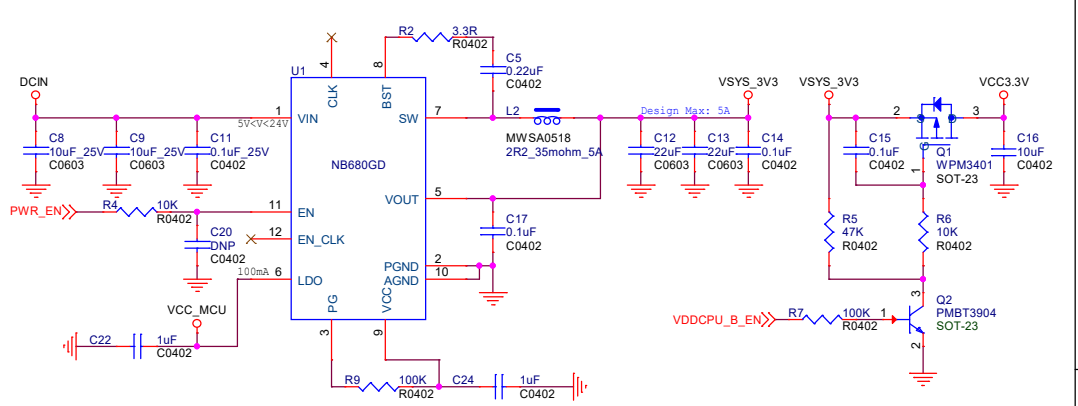 DCIN
C8
10uF_25V
C0603
C9
10uF_25V
C0603
C11
0.1uF_25V
C0402
5V<V<24V
U1
NB680GD
1
VIN
4
CLK
8
BST
7
SW
5
VOUT
11
EN
12
EN_CLK
6
LDO
2
PGND
10
AGND
3
PG
9
VCC
R2
3.3R
R0402
C5
0.22uF
C0402
L2
MWSA0518
2R2_35mohm_5A
Design Max: 5A
VSYS_3V3
C12
22uF
C0603
C13
22uF
C0603
C14
0.1uF
C0402
C17
0.1uF
C0402
PWR_EN
R4
10K
R0402
C20
DNP
C0402
100mA
VCC_MCU
C22
1uF
C0402
R9
100K
R0402
C24
1uF
C0402
VSYS_3V3
VCC3.3V
2
3
S
D
G
1
C15
0.1uF
C0402
Q1
WPM3401
SOT-23
C16
10uF
C0402
R5
47K
R0402
R6
10K
R0402
VDDCPU_B_EN
R7
100K
R0402
1
3
2
Q2
PMBT3904
SOT-23